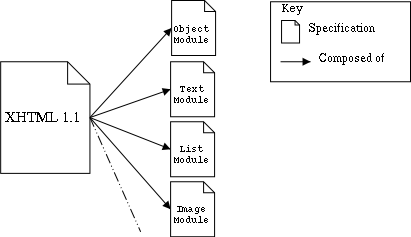 XHTML 1.1
Object
Module
Text
Module
List
Module
Image
Module
Key
Specification
Composed of